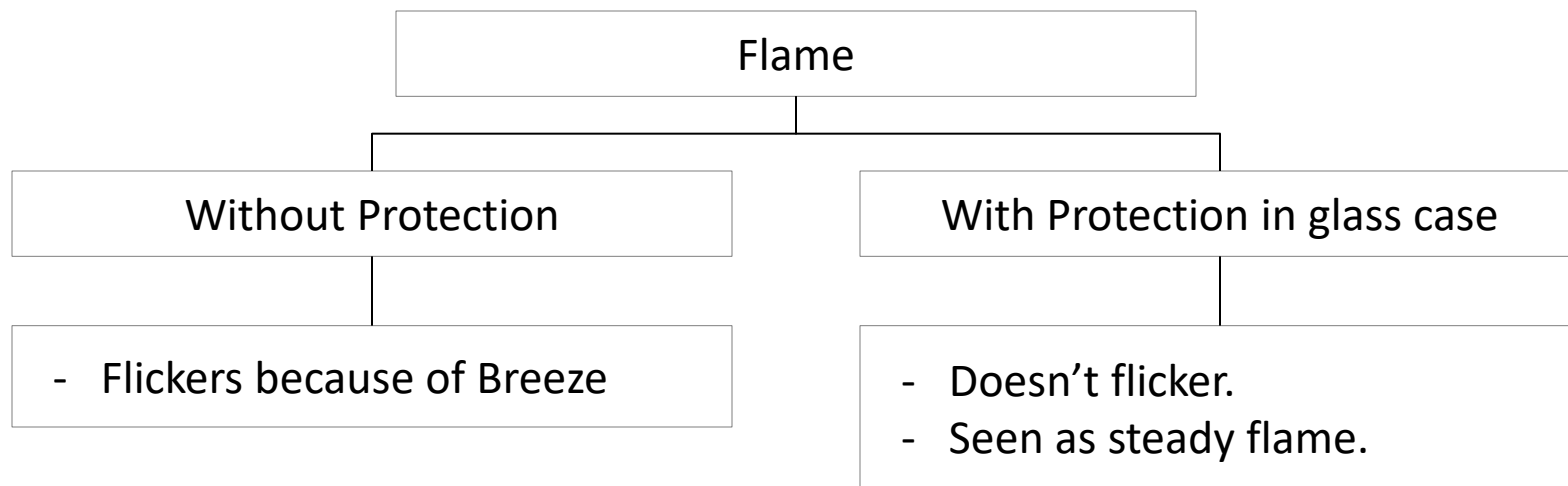 Flame
Without Protection
With Protection in glass case
- Flickers because of Breeze
- Doesn’t flicker.
- Seen as steady flame.